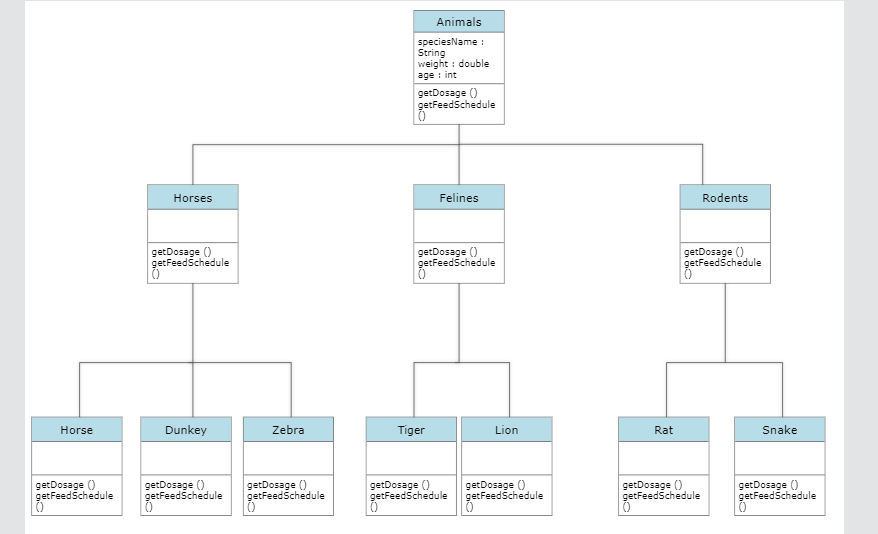 Animals
speciesName :
String
weight : double
age : int
getDosage ()
getFeedSchedule
()
Horses
getDosage ()
getFeedSchedule
()
Felines
getDosage ()
getFeedSchedule
()
Rodents
getDosage ()
getFeedSchedule
()
Horse
getDosage ()
getFeedSchedule
()
Dunkey
getDosage ()
getFeedSchedule
()
Zebra
getDosage ()
getFeedSchedule
()
Tiger
getDosage ()
getFeedSchedule
()
Lion
getDosage ()
getFeedSchedule
()
Rat
getDosage ()
getFeedSchedule
()
Snake
getDosage ()
getFeedSchedule
()